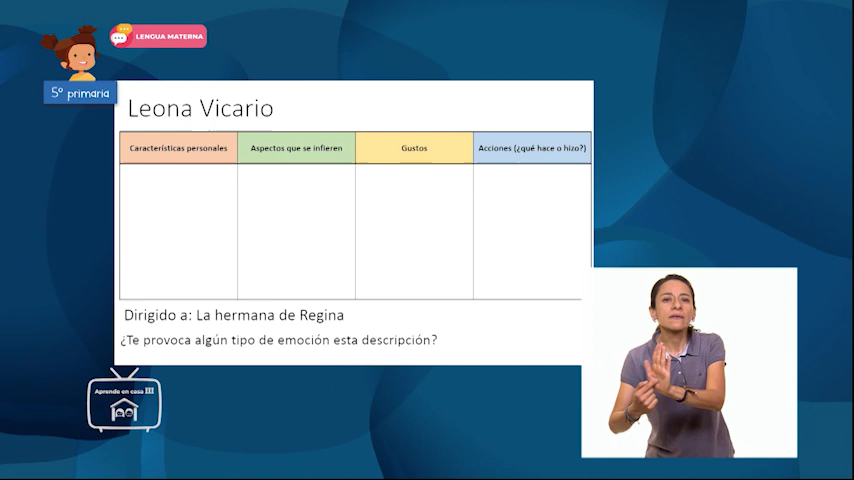 LENGUA MATERNA
5º primaria
Leona Vicario
Características personales
Aspectos que se infieren
Gustos
Acciones (¿qué hace o hizo?)
Dirigido a: La hermana de Regina
¿Te provoca algún tipo de emoción esta descripción?
Aprende en casa III